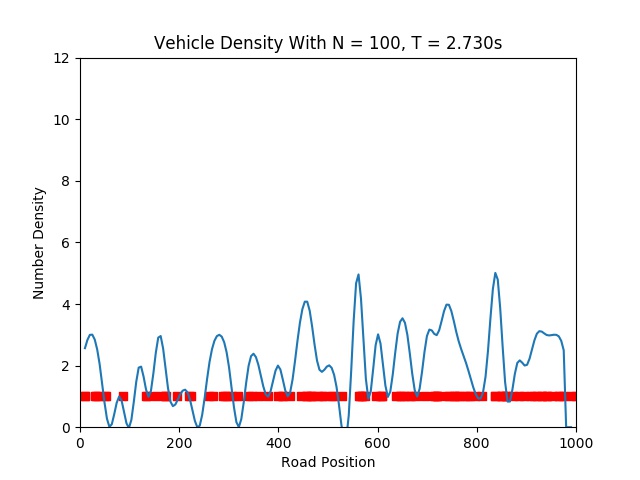 Vehicle Density With N = 100, T = 2.730s
12
10
8
6
4
2
0
Number Density
0 200 400 600 800 1000
Road Position